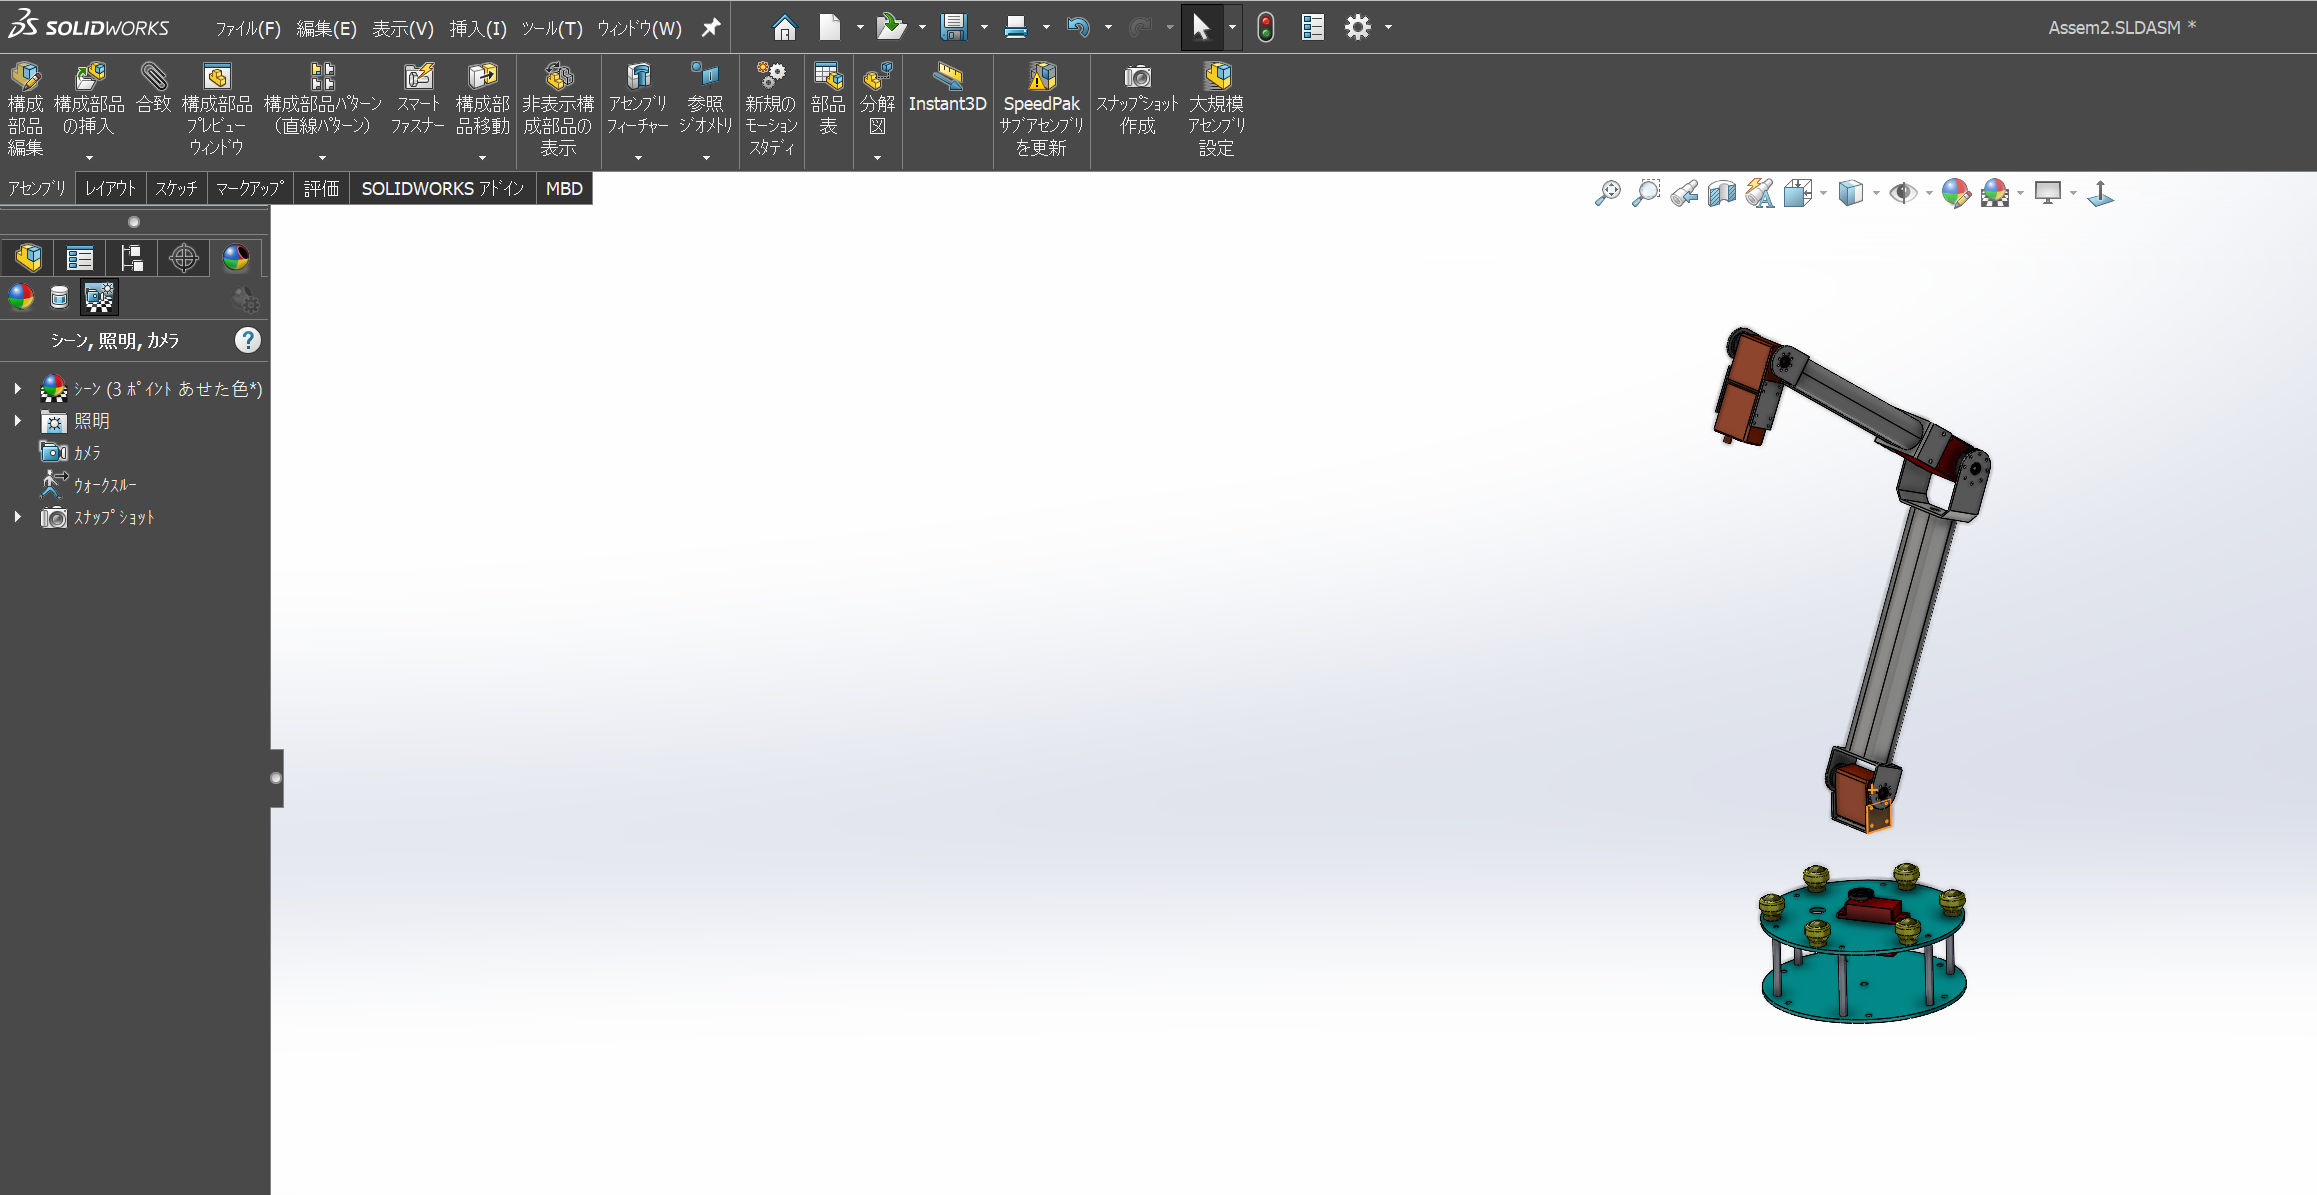 SOLIDWORKS ファイル(F) 編集(E) 表示(V) 挿入(I) ツール(T) ウィンドウ(W) Assem2.SLDASM *
構成
部品
編集
構成部品
の挿入
合致
構成部品
プレビュー
ウィンドウ
構成部品パターン
(直線パターン)
スマート
ファスナー
構成部
品移動
非表示構
成部品の
表示
アセンブリ
フィーチャー
参照
ジオメトリ
新規の
モーション
スタディ
部品
表
分解
図
Instant3D
SpeedPak
サブアセンブリ
を更新
スナップショット
作成
大規模
アセンブリ
設定
アセンブリ レイアウト スケッチ マークアップ 評価 SOLIDWORKS アドイン MBD
シーン, 照明, カメラ ?
シーン (3 ポイント あせた色*)
照明
カメラ
ウォークスルー
スナップショット